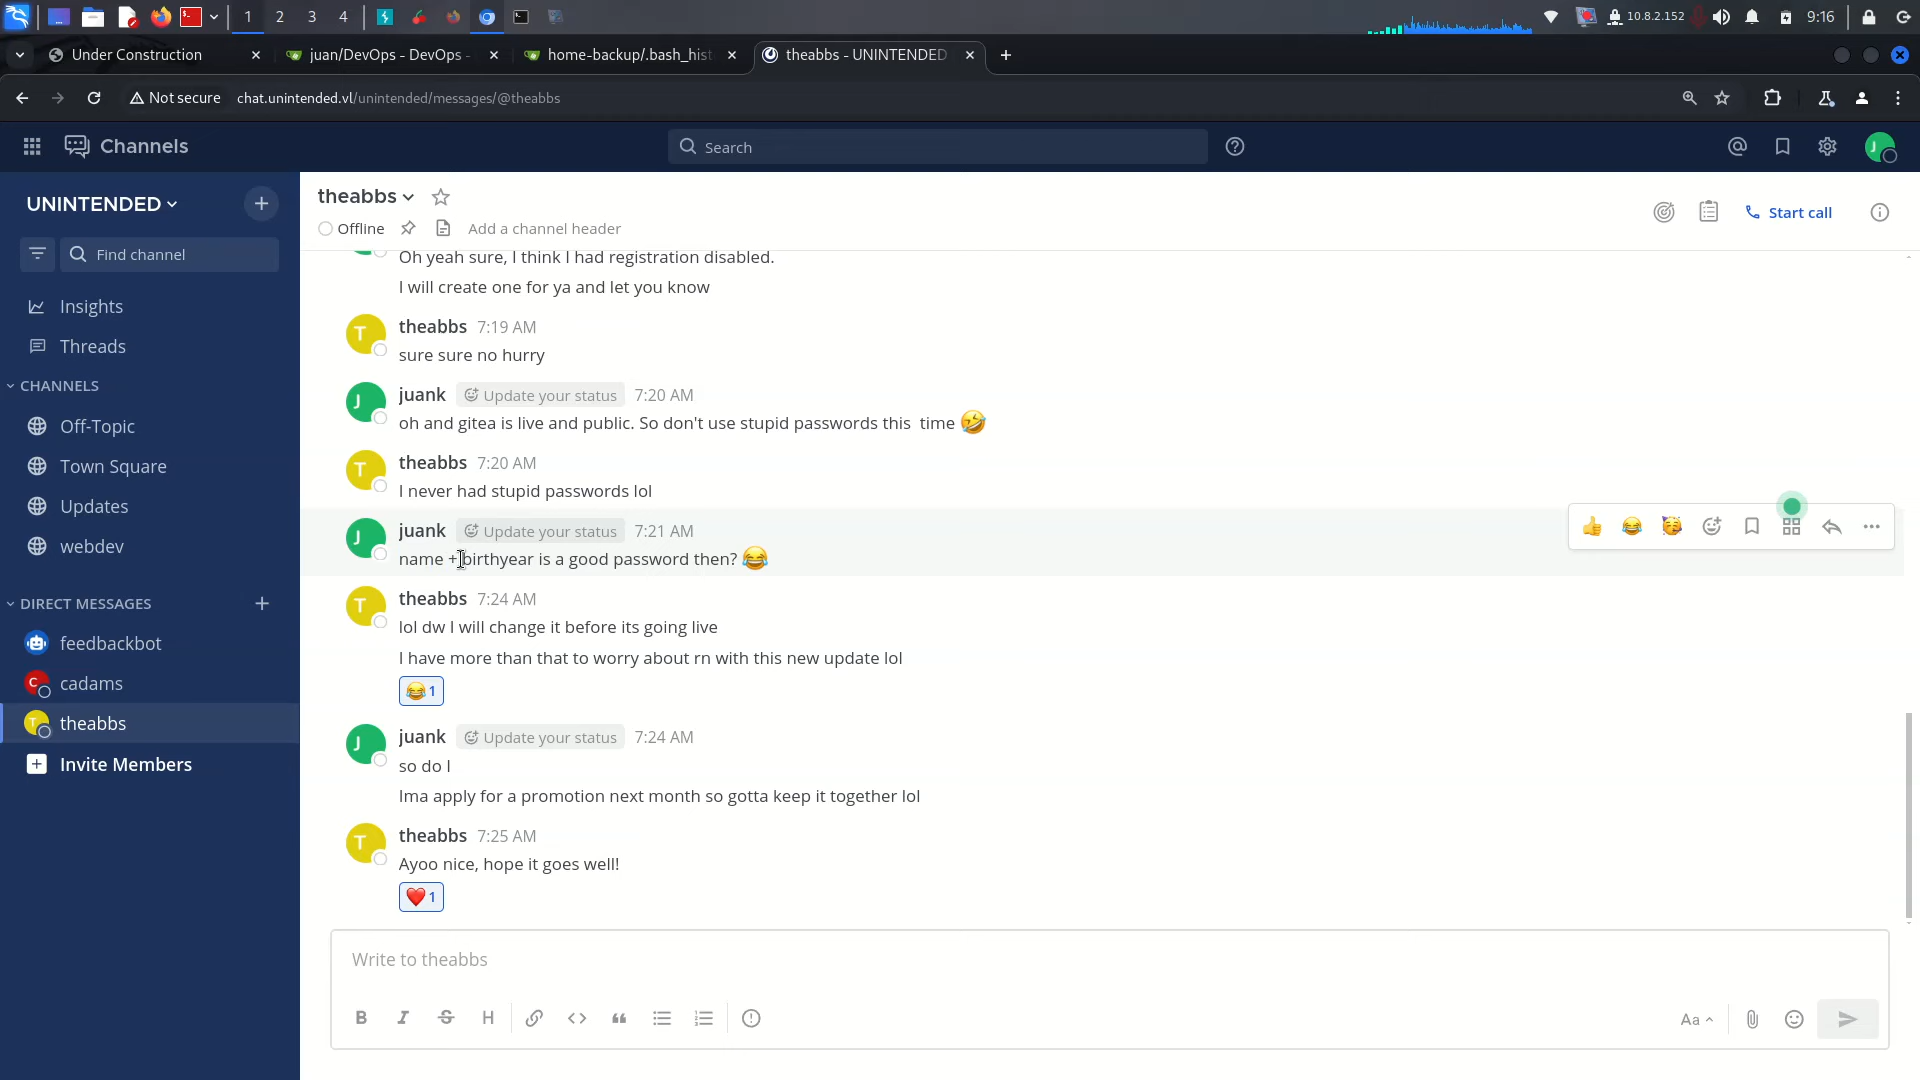 1 2 3 4
10.8.2.152
9:16
Under Construction
juan/DevOps - DevOps -
home-backup/.bash_hist
theabbs - UNINTENDED
Not secure
chat.unintended.vl/unintended/messages/@theabbs
Channels
Search
J
UNINTENDED
Find channel
Insights
Threads
CHANNELS
Off-Topic
Town Square
Updates
webdev
DIRECT MESSAGES
feedbackbot
C cadams
T theabbs
Invite Members
theabbs
Offline
Add a channel header
Start call
Oh yeah sure, I think I had registration disabled.
I will create one for ya and let you know
T theabbs 7:19 AM
sure sure no hurry
J juank Update your status 7:20 AM
oh and gitea is live and public. So don't use stupid passwords this  time 🤣
T theabbs 7:20 AM
I never had stupid passwords lol
J juank Update your status 7:21 AM
name + birthyear is a good password then? 😂
T theabbs 7:24 AM
lol dw I will change it before its going live
I have more than that to worry about rn with this new update lol
😂 1
J juank Update your status 7:24 AM
so do I
Ima apply for a promotion next month so gotta keep it together lol
T theabbs 7:25 AM
Ayoo nice, hope it goes well!
❤️ 1
Write to theabbs
B I S H
Aa